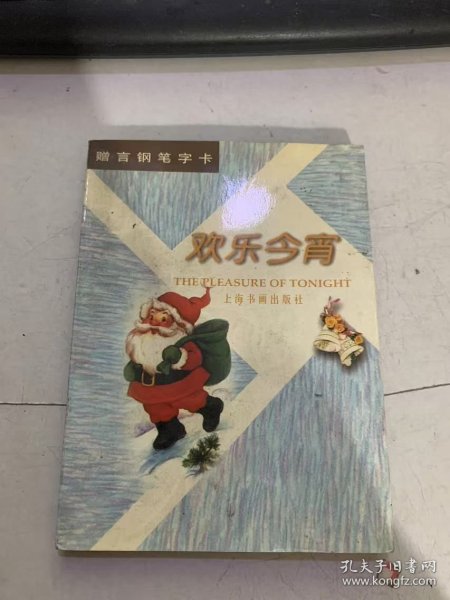 赠言钢笔字卡
欢乐今宵
THE PLEASURE OF TONIGHT
上海书画出版社
孔夫子旧书网
www.kongfz.com